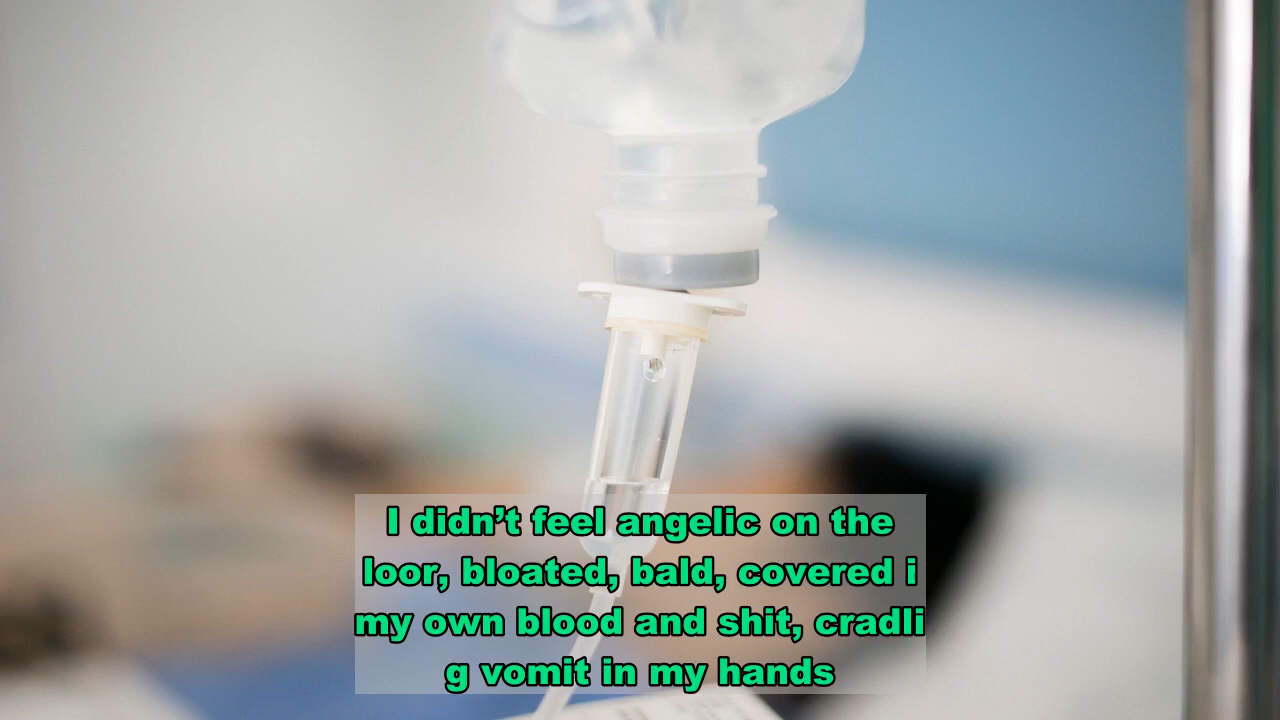 I didn’t feel angelic on the
loor, bloated, bald, covered i
my own blood and shit, cradli
g vomit in my hands